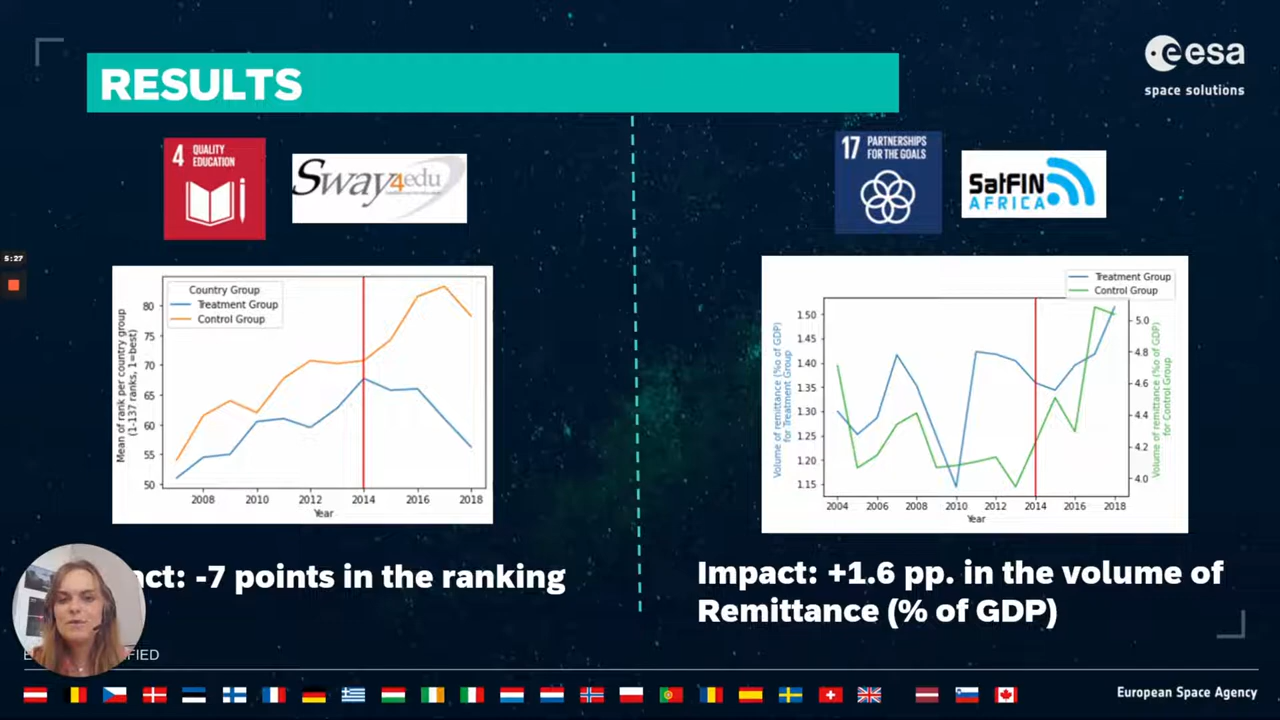 RESULTS
esa
space solutions
4 QUALITY
EDUCATION
Sway4edu
17 PARTNERSHIPS
FOR THE GOALS
SatFIN
AFRICA
5:27
Country Group
Treatment Group
Control Group
Mean of rank per country group
(1-137 ranks, 1=best)
80
75
70
65
60
55
50
2008 2010 2012 2014 2016 2018
Year
Treatment Group
Control Group
Volume of remittance (%o of GDP)
for Treatment Group
1.50
1.45
1.40
1.35
1.30
1.25
1.20
1.15
5.0
4.8
4.6
4.4
4.2
4.0
Volume of remittance (%o of GDP)
for Control Group
2004 2006 2008 2010 2012 2014 2016 2018
Year
act: -7 points in the ranking
Impact: +1.6 pp. in the volume of
Remittance (% of GDP)
FIED
European Space Agency